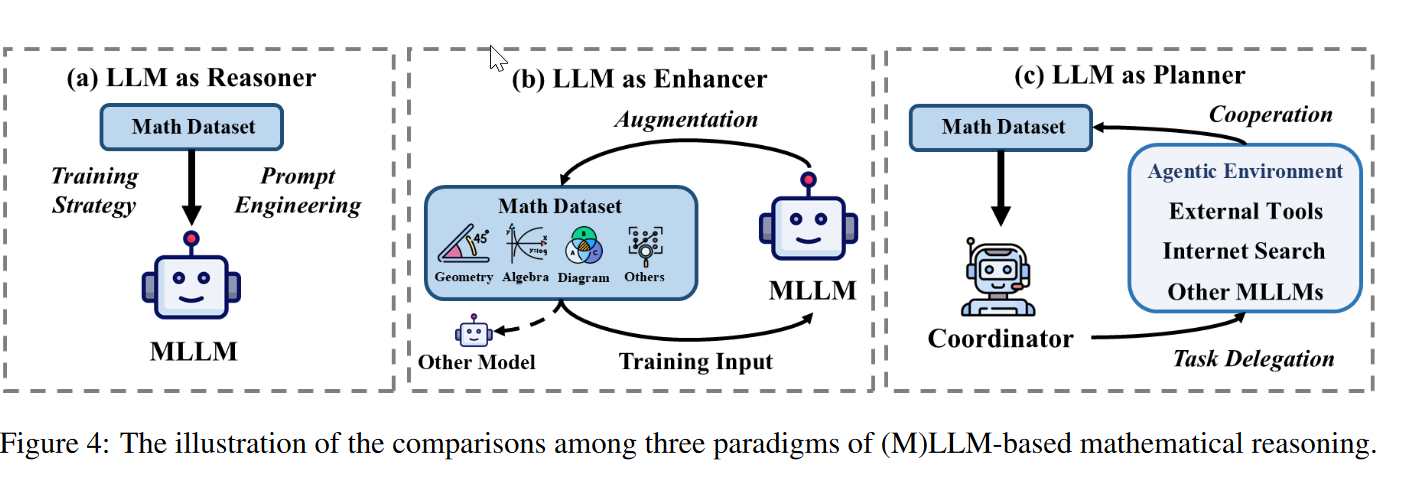 (a) LLM as Reasoner
Math Dataset
Training
Strategy
Prompt
Engineering
MLLM
(b) LLM as Enhancer
Augmentation
Math Dataset
45°
Geometry
Algebra
B
A
C
Diagram
Others
MLLM
Other Model
Training Input
(c) LLM as Planner
Cooperation
Math Dataset
Agentic Environment
External Tools
Internet Search
Other MLLMs
Coordinator
Task Delegation
Figure 4: The illustration of the comparisons among three paradigms of (M)LLM-based mathematical reasoning.